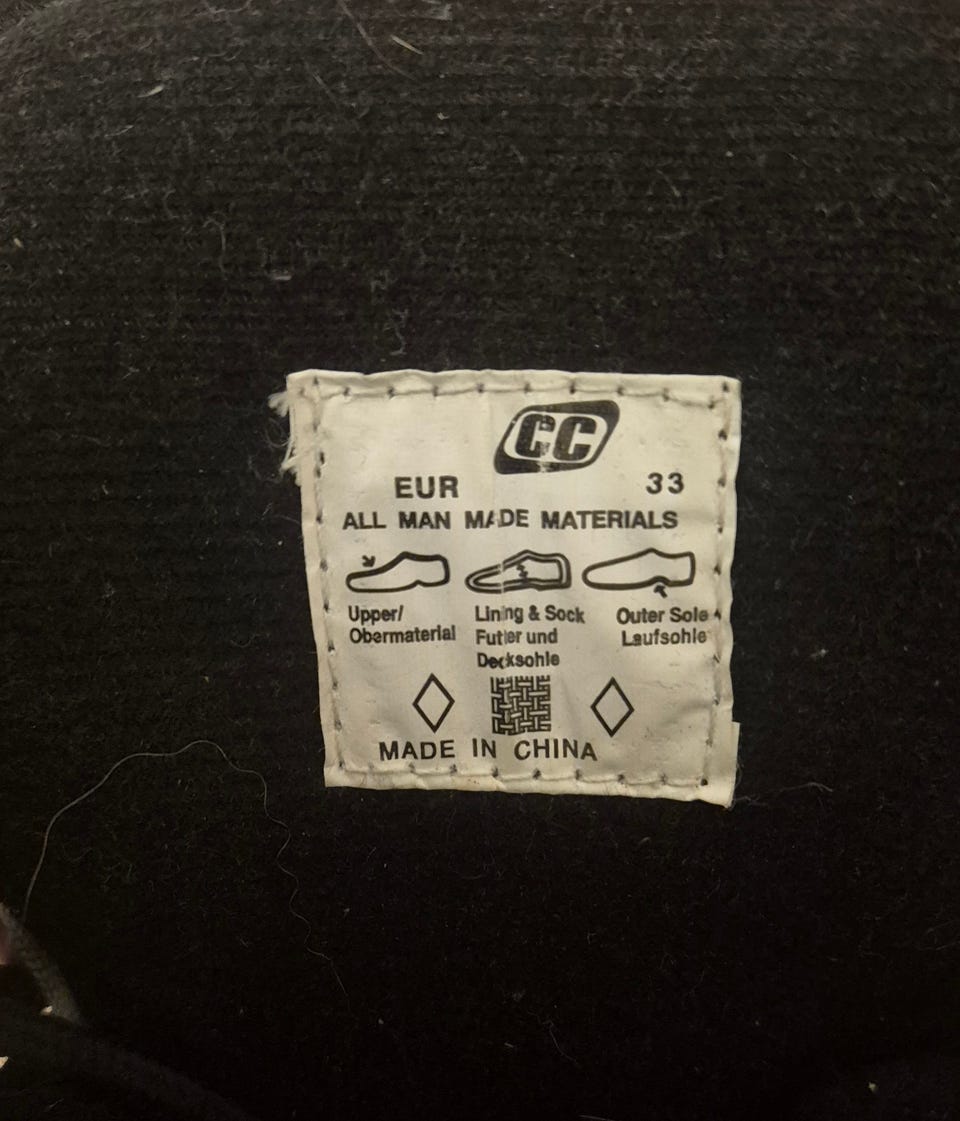 CC
EUR 33
ALL MAN MADE MATERIALS
Upper/ Lining & Sock Outer Sole
Obermaterial Futter und Laufsohle
Decksohle
MADE IN CHINA